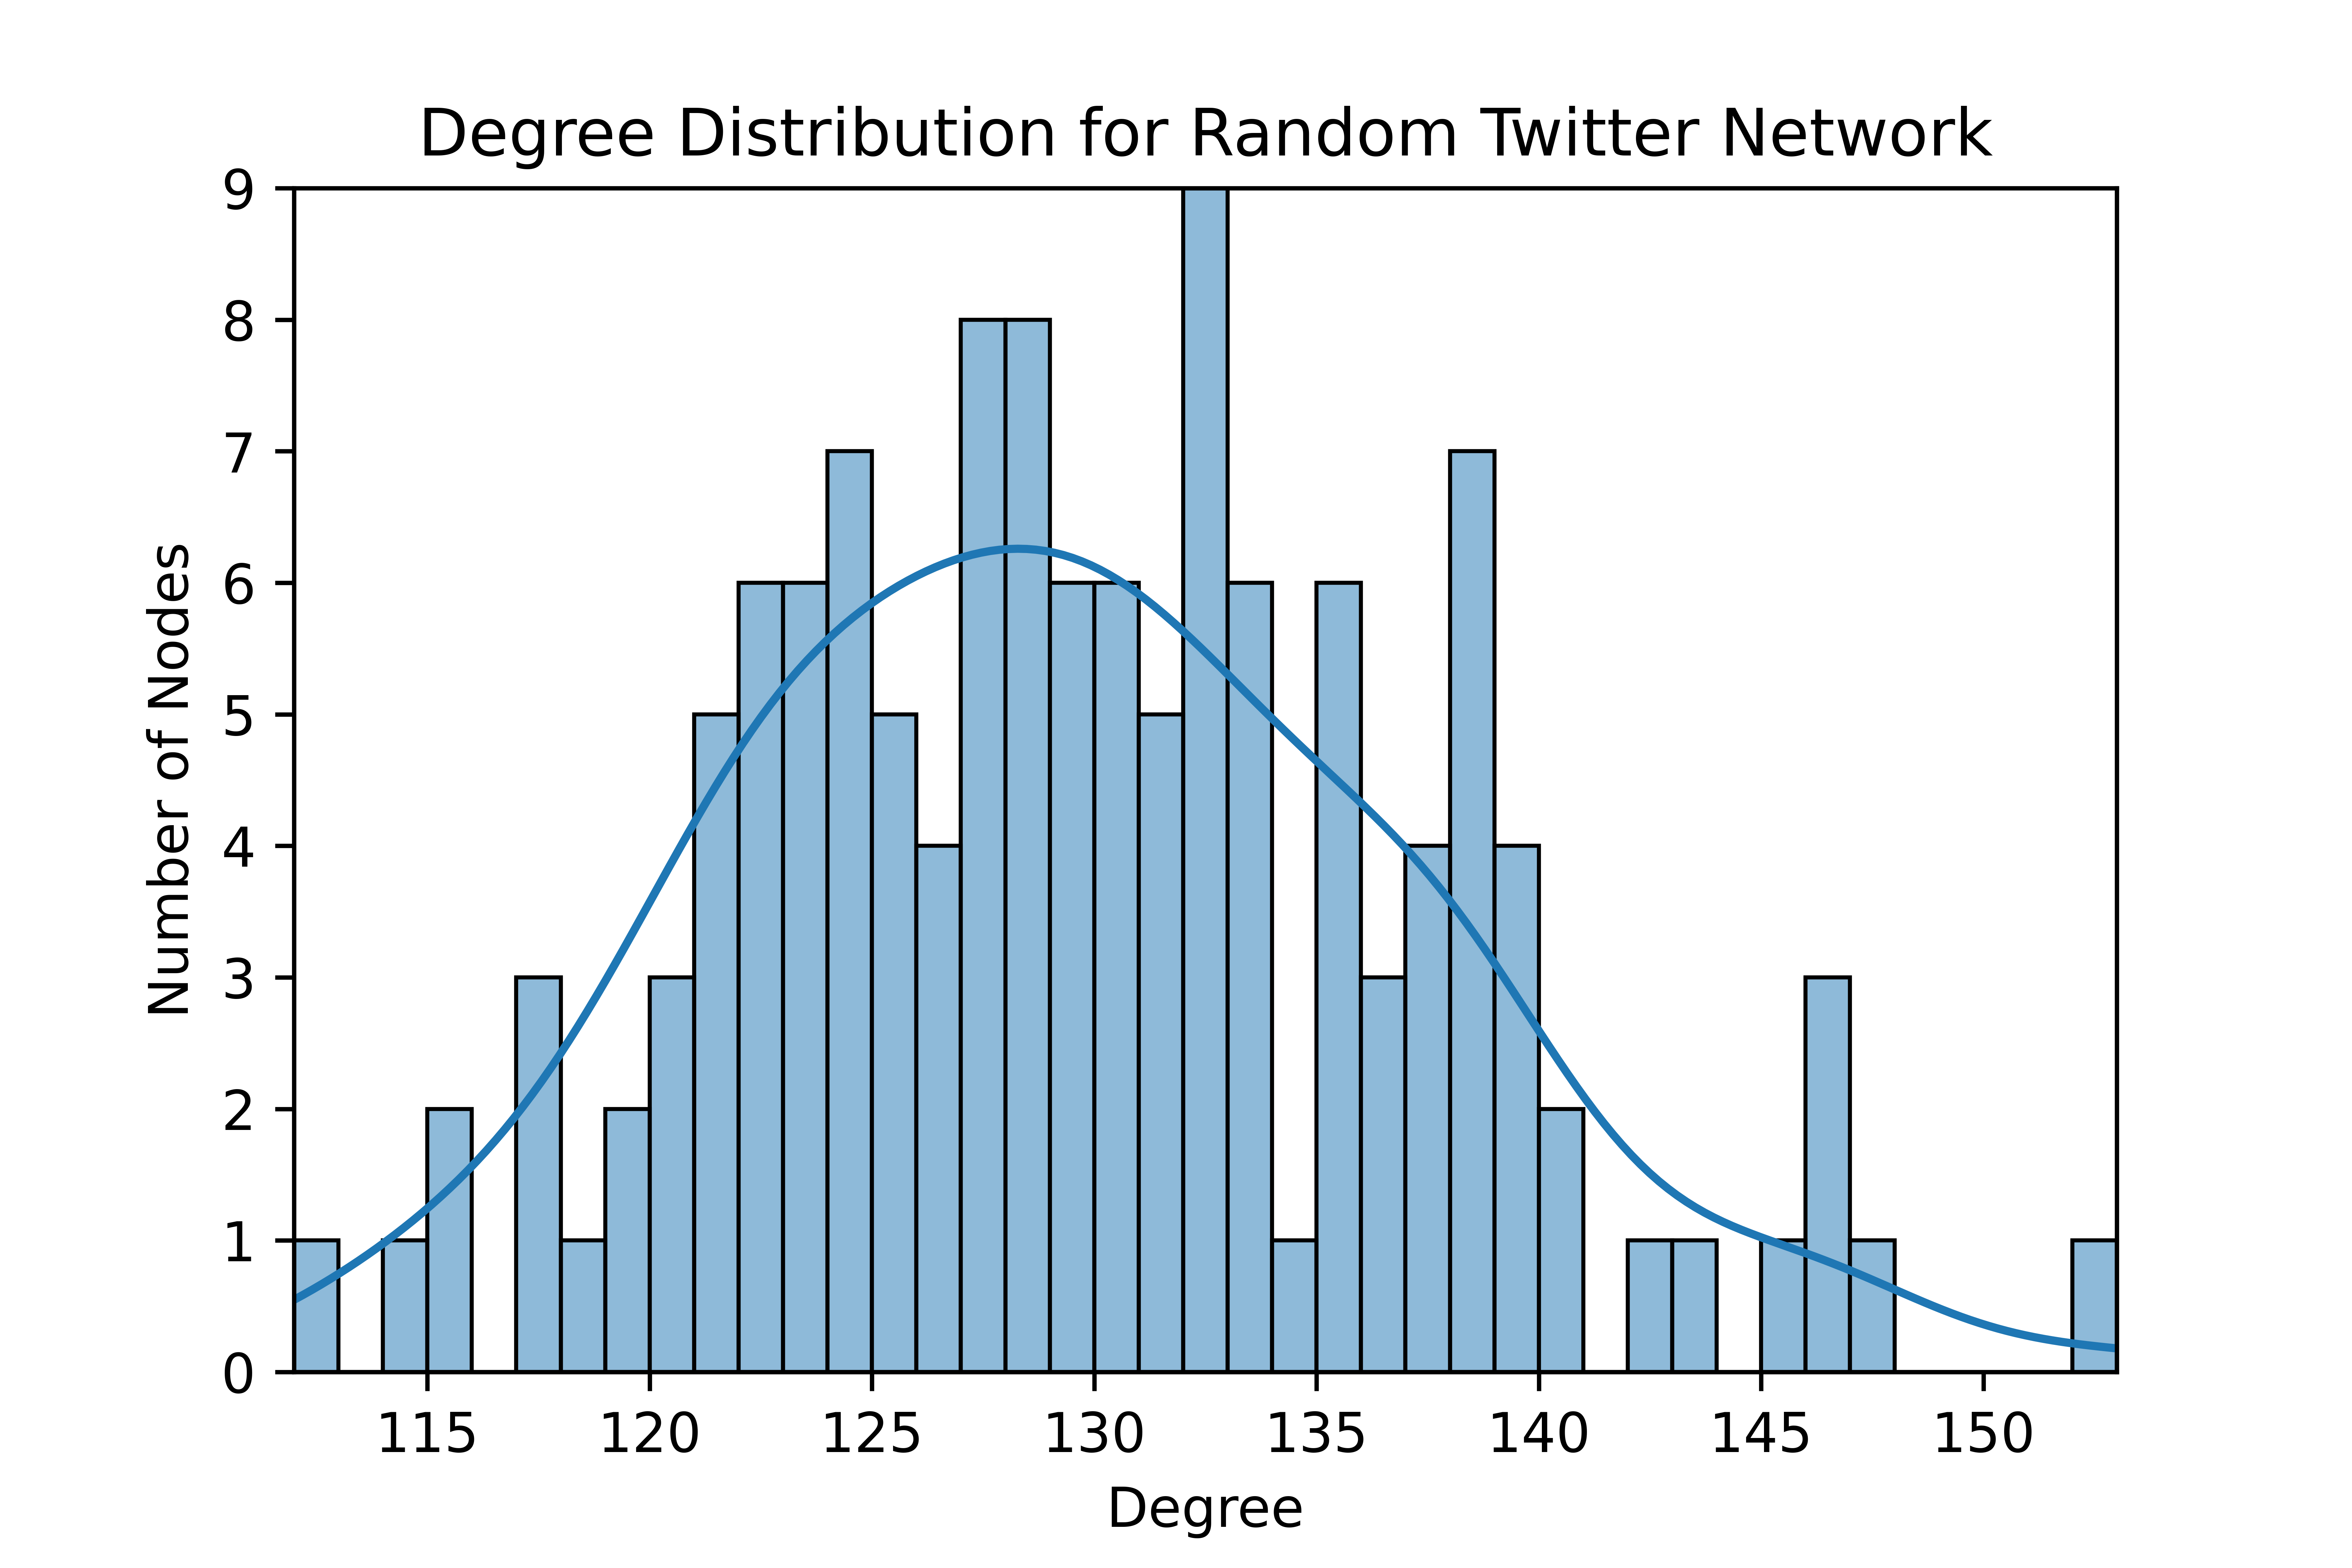 Degree Distribution for Random Twitter Network
9
8
7
6
5
4
3
2
1
0
Number of Nodes
115 120 125 130 135 140 145 150
Degree